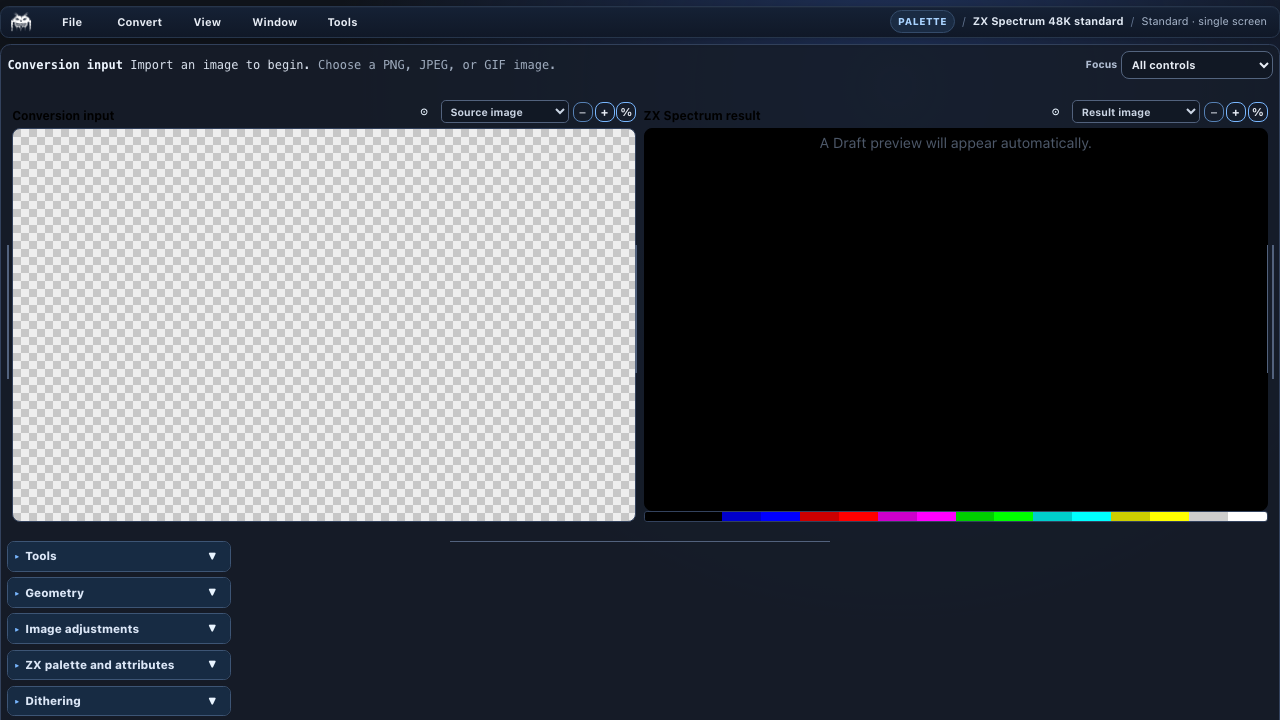 File Convert View Window Tools PALETTE / ZX Spectrum 48K standard / Standard · single screen
Conversion input Import an image to begin. Choose a PNG, JPEG, or GIF image. Focus All controls
Conversion input Source image − + % ZX Spectrum result Result image − + %
A Draft preview will appear automatically.
Tools
Geometry
Image adjustments
ZX palette and attributes
Dithering